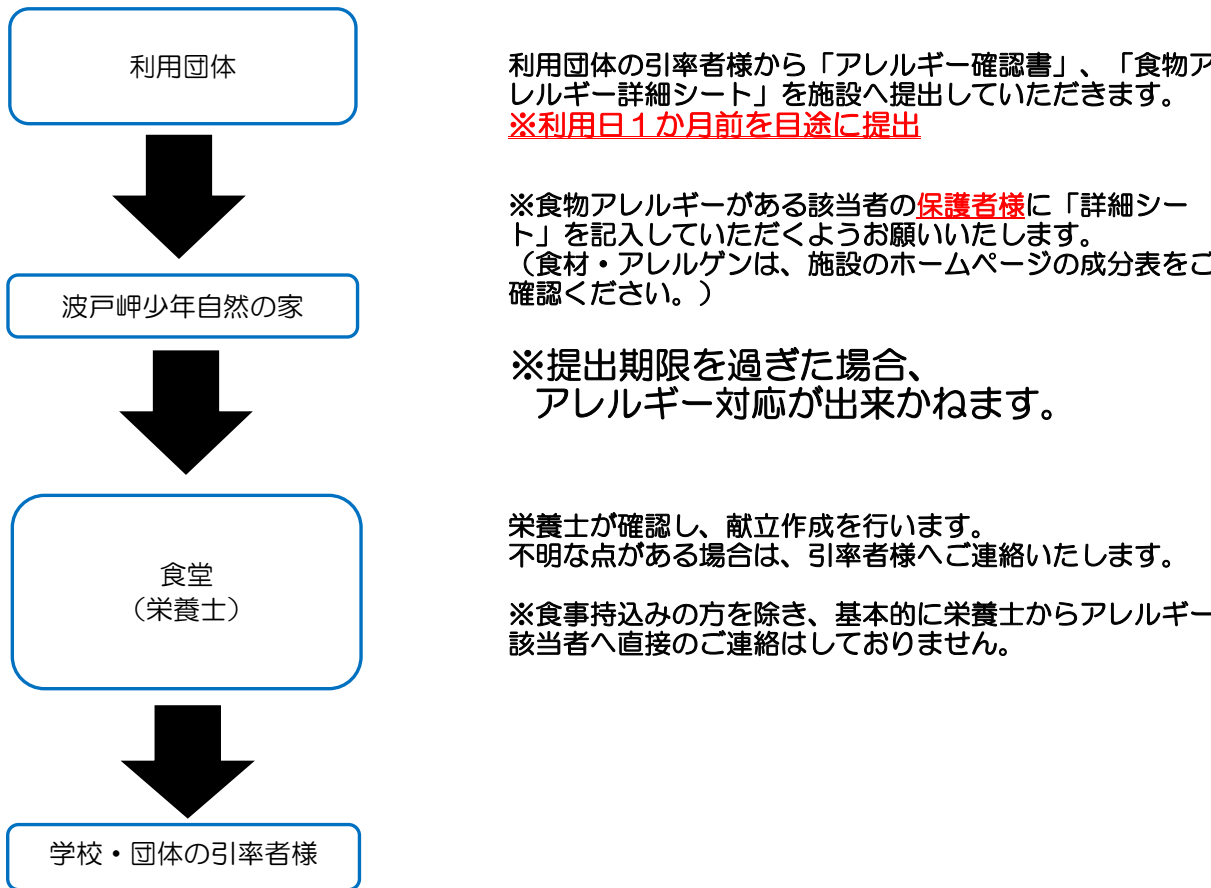 利用団体
利用団体の引率者様から「アレルギー確認書」、「食物ア
レルギー詳細シート」を施設へ提出していただきます。
※利用日１か月前を目途に提出
※食物アレルギーがある該当者の保護者様に「詳細シー
ト」を記入していただくようお願いいたします。
（食材・アレルゲンは、施設のホームページの成分表をご
確認ください。）
波戸岬少年自然の家
※提出期限を過ぎた場合、
アレルギー対応が出来かねます。
食堂
（栄養士）
栄養士が確認し、献立作成を行います。
不明な点がある場合は、引率者様へご連絡いたします。
※食事持込みの方を除き、基本的に栄養士からアレルギー
該当者へ直接のご連絡はしておりません。
学校・団体の引率者様